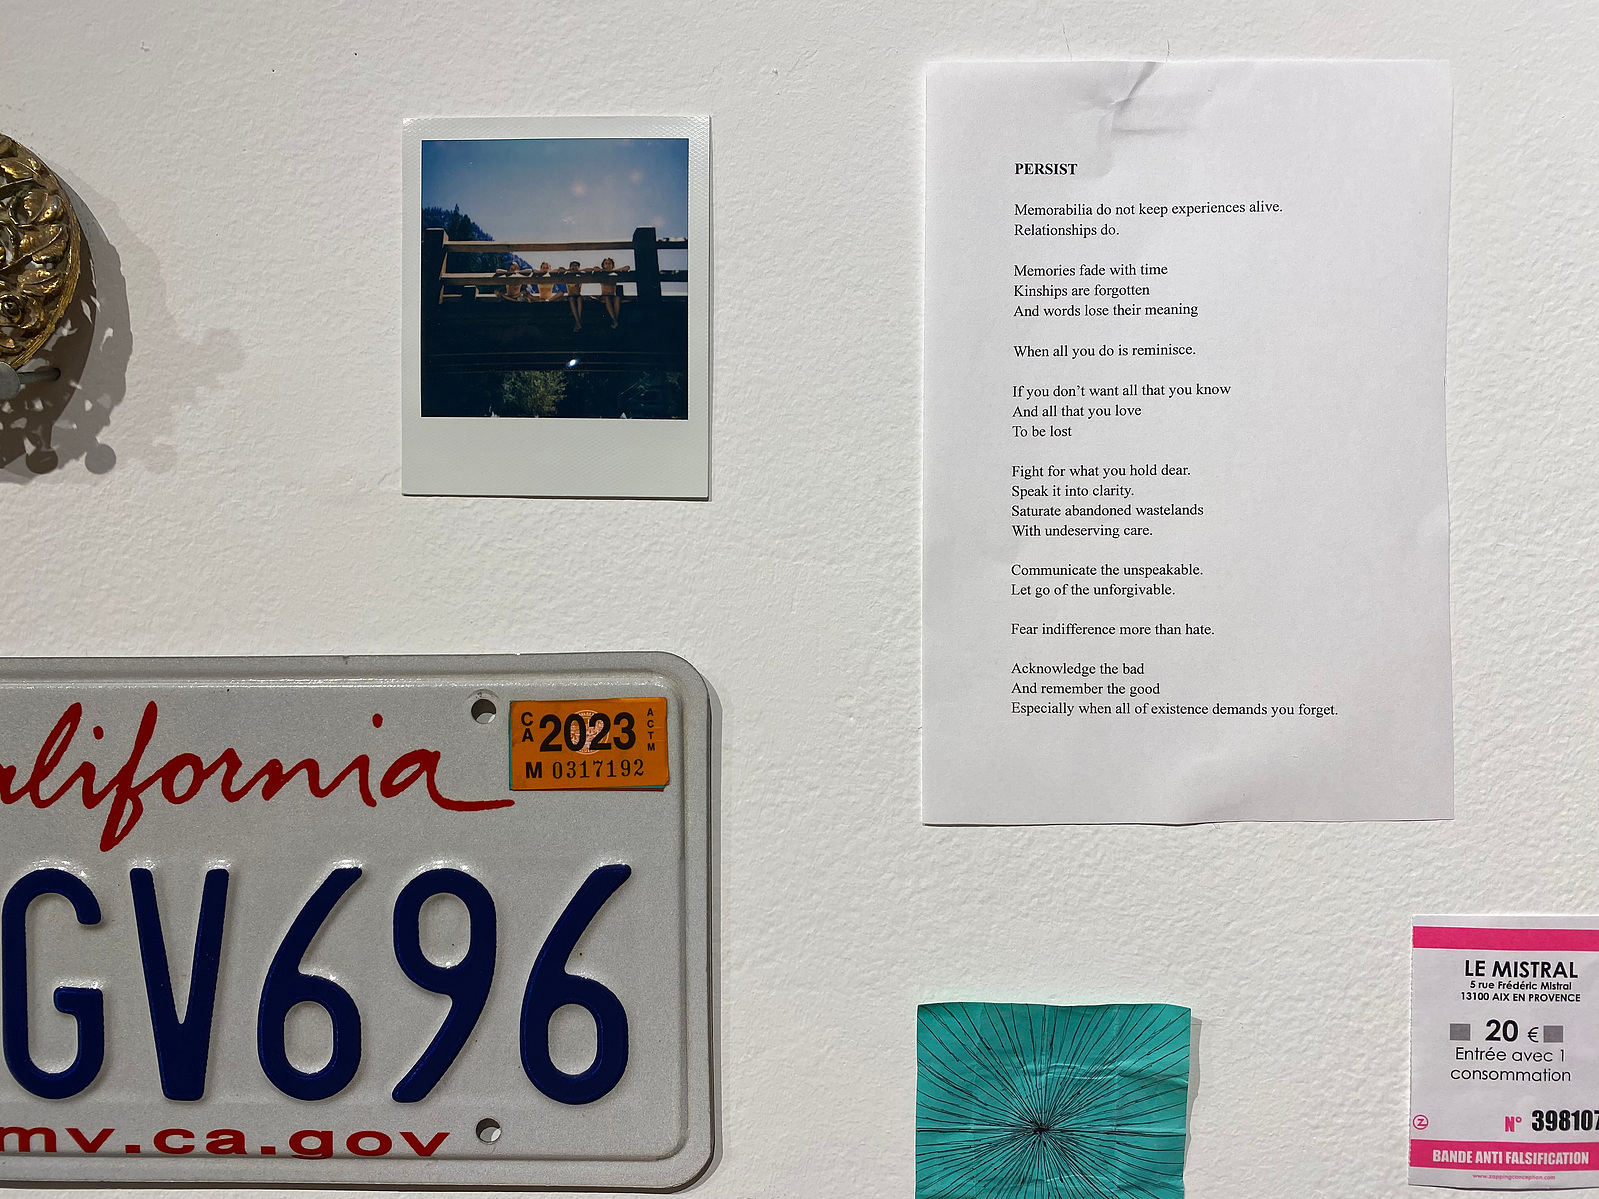 PERSIST
Memorabilia do not keep experiences alive.
Relationships do.
Memories fade with time
Kinships are forgotten
And words lose their meaning
When all you do is reminisce.
If you don't want all that you know
And all that you love
To be lost
Fight for what you hold dear.
Speak it into clarity.
Saturate abandoned wastelands
With undeserving care.
Communicate the unspeakable.
Let go of the unforgivable.
Fear indifference more than hate.
Acknowledge the bad
And remember the good
Especially when all of existence demands you forget.
alifornia
CA 2023 ACTM
M 0317192
GV696
mv.ca.gov
LE MISTRAL
5 rue Frédéric Mistral
13100 AIX EN PROVENCE
20 €
Entrée avec 1
consommation
N° 398107
BANDE ANTI FALSIFICATION
www.zappingconception.com